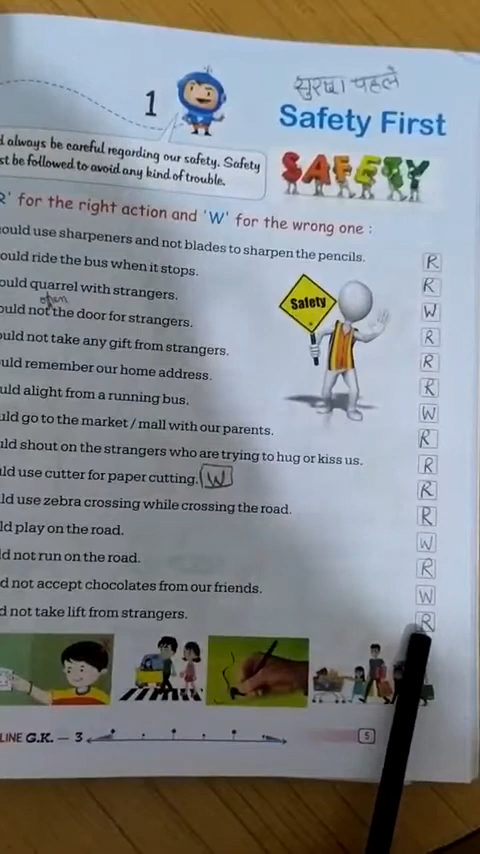 सुरक्षा पहले
1
Safety First
always be careful regarding our safety. Safety
st be followed to avoid any kind of trouble.
SAFETY
R' for the right action and 'W' for the wrong one :
ould use sharpeners and not blades to sharpen the pencils. R
ould ride the bus when it stops. R
ould quarrel with strangers. W
open
ould not the door for strangers. R
ould not take any gift from strangers. R
uld remember our home address. R
uld alight from a running bus. W
uld go to the market / mall with our parents. R
ld shout on the strangers who are trying to hug or kiss us. R
ld use cutter for paper cutting. W R
ld use zebra crossing while crossing the road. R
ld play on the road. W
d not run on the road. R
d not accept chocolates from our friends. W
d not take lift from strangers. R
Safety
LINE G.K. — 3
5